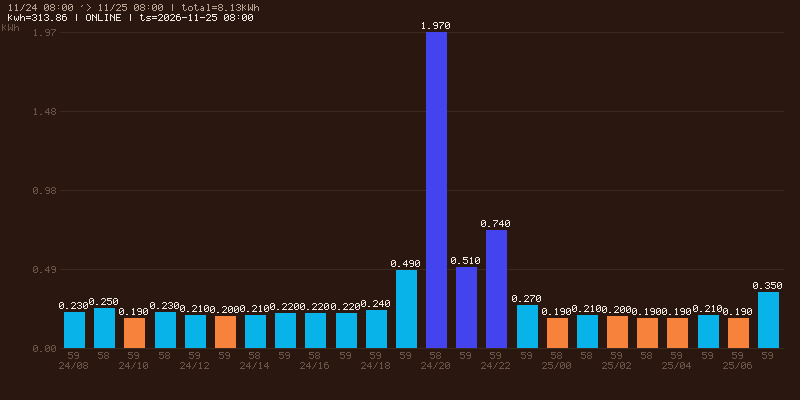 11/24 08:00 -> 11/25 08:00 | total=8.13KWh
Kwh=313.86 | ONLINE | ts=2026-11-25 08:00
KWh
1.97
1.48
0.98
0.49
0.00
0.230 0.250 0.190 0.230 0.210 0.200 0.210 0.220 0.220 0.220 0.240 0.490 1.970 0.510 0.740 0.270 0.190 0.210 0.200 0.190 0.190 0.210 0.190 0.350
59 58 59 58 59 59 58 59 58 59 59 59 58 59 59 59 58 58 59 58 59 59 59 59
24/08 24/10 24/12 24/14 24/16 24/18 24/20 24/22 25/00 25/02 25/04 25/06